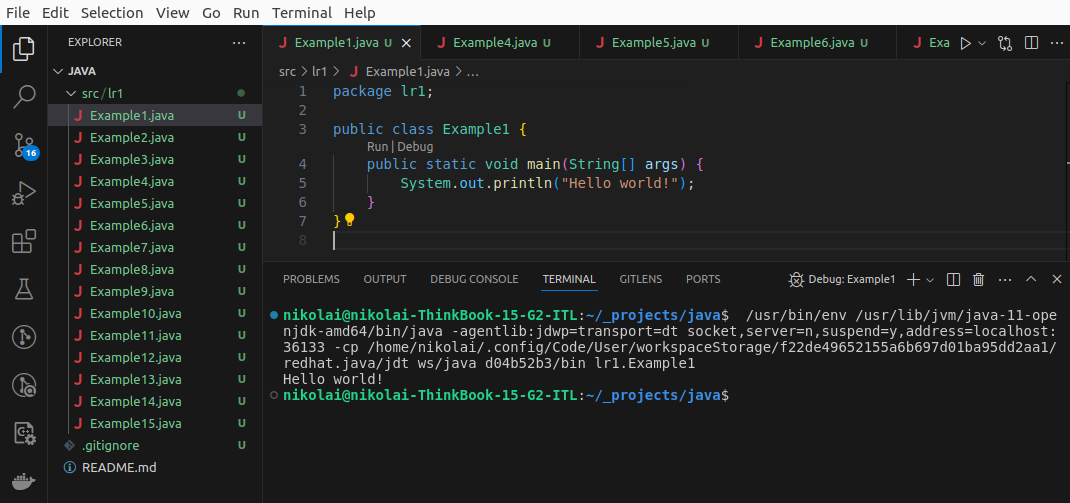 File Edit Selection View Go Run Terminal Help
EXPLORER ...
JAVA
src/lr1
J Example1.java U
J Example2.java U
J Example3.java U
J Example4.java U
J Example5.java U
J Example6.java U
J Example7.java U
J Example8.java U
J Example9.java U
J Example10.java U
J Example11.java U
J Example12.java U
J Example13.java U
J Example14.java U
J Example15.java U
.gitignore U
README.md
16
J Example1.java U J Example4.java U J Example5.java U J Example6.java U J Exa
src > lr1 > J Example1.java > ...
1 package lr1;
2
3 public class Example1 {
Run | Debug
4 public static void main(String[] args) {
5 System.out.println("Hello world!");
6 }
7 }
8
PROBLEMS OUTPUT DEBUG CONSOLE TERMINAL GITLENS PORTS Debug: Example1
nikolai@nikolai-ThinkBook-15-G2-ITL:~/_projects/java$ /usr/bin/env /usr/lib/jvm/java-11-ope
njdk-amd64/bin/java -agentlib:jdwp=transport=dt socket,server=n,suspend=y,address=localhost:
36133 -cp /home/nikolai/.config/Code/User/workspaceStorage/f22de49652155a6b697d01ba95dd2aa1/
redhat.java/jdt ws/java d04b52b3/bin lr1.Example1
Hello world!
nikolai@nikolai-ThinkBook-15-G2-ITL:~/_projects/java$